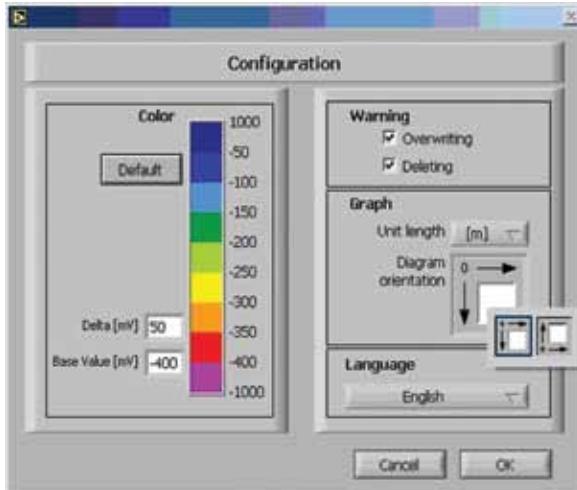 Configuration
Color
Default
1000
-50
-100
-150
-200
-250
-300
-350
-400
-1000
Delta [mV] 50
Base Value [mV] -400
Warning
Overwriting
Deleting
Graph
Unit length [m]
Diagram
orientation
0
Language
English
Cancel OK